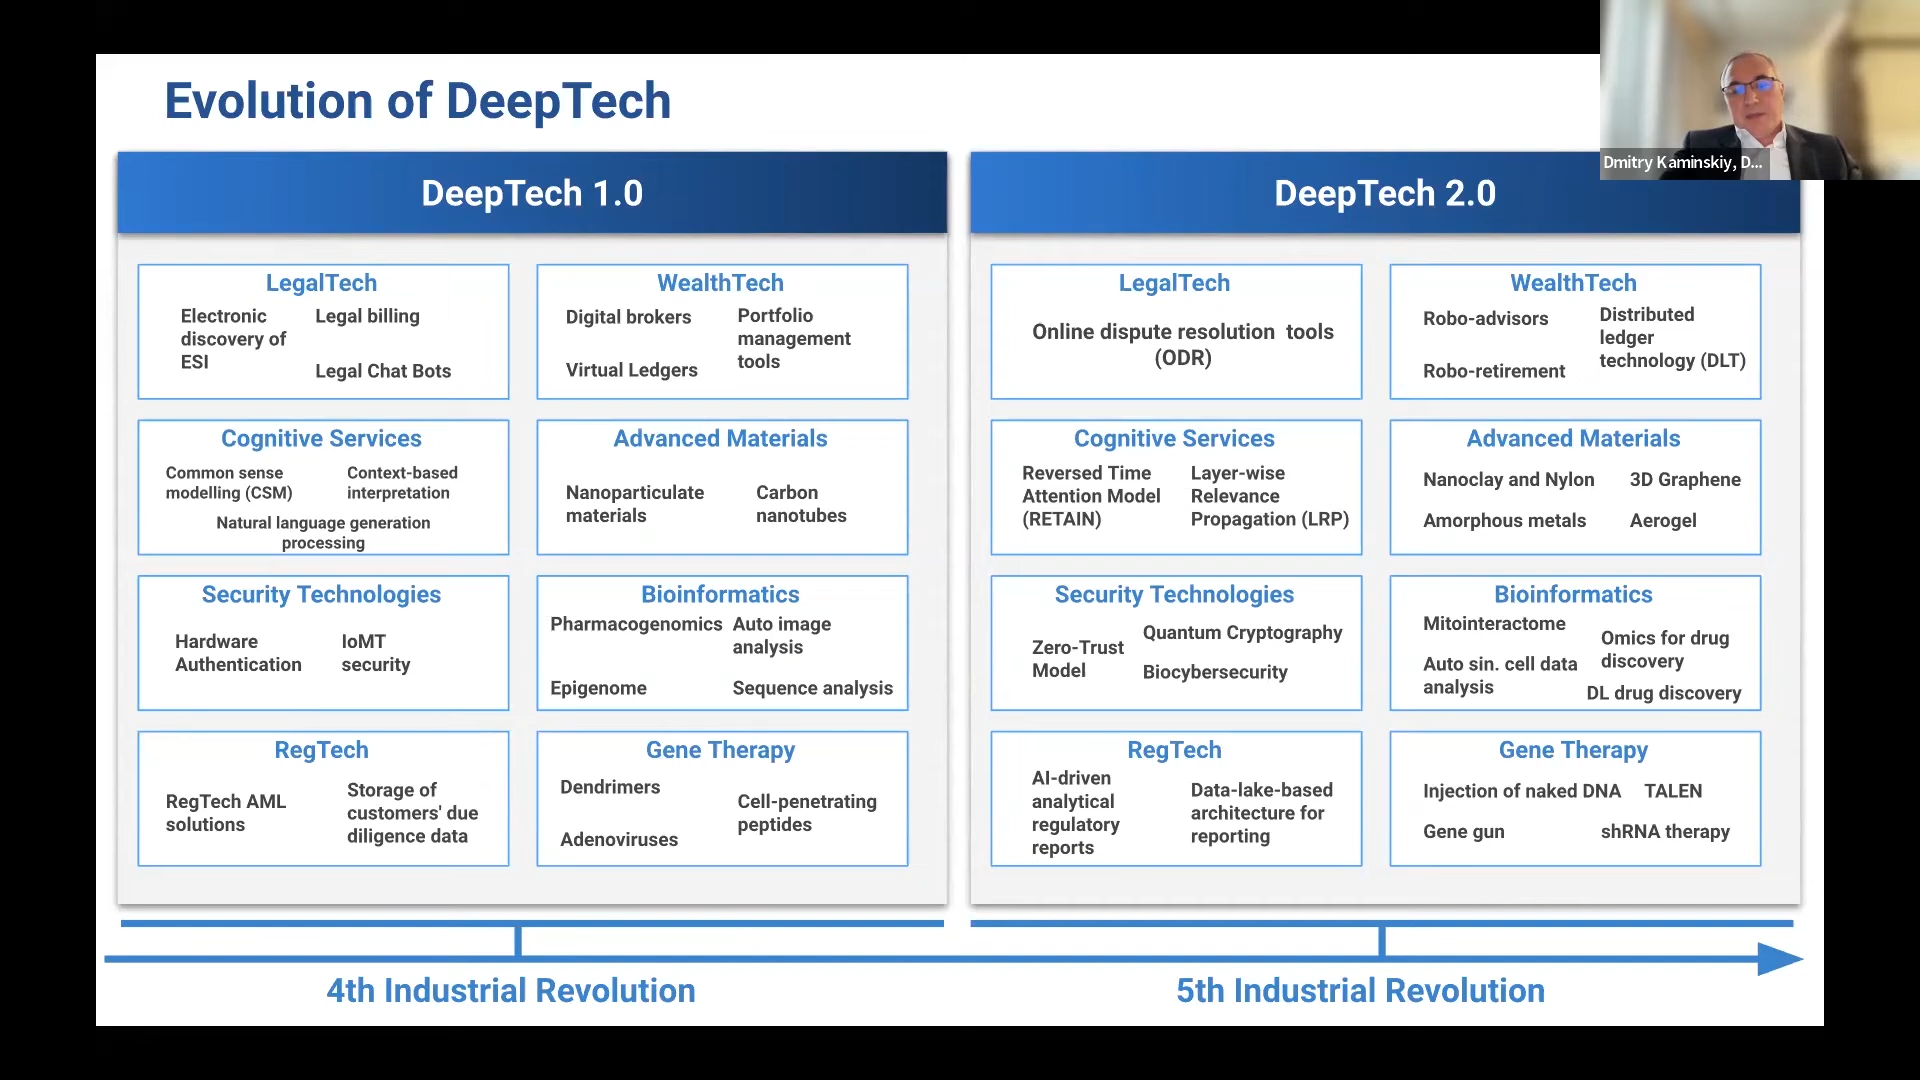 Evolution of DeepTech
Dmitry Kaminskiy, D...
DeepTech 1.0
LegalTech
Electronic
discovery of
ESI
Legal billing
Legal Chat Bots
WealthTech
Digital brokers
Virtual Ledgers
Portfolio
management
tools
Cognitive Services
Common sense
modelling (CSM)
Context-based
interpretation
Natural language generation
processing
Advanced Materials
Nanoparticulate
materials
Carbon
nanotubes
Security Technologies
Hardware
Authentication
IoMT
security
Bioinformatics
Pharmacogenomics
Auto image
analysis
Epigenome
Sequence analysis
RegTech
RegTech AML
solutions
Storage of
customers' due
diligence data
Gene Therapy
Dendrimers
Adenoviruses
Cell-penetrating
peptides
DeepTech 2.0
LegalTech
Online dispute resolution tools
(ODR)
WealthTech
Robo-advisors
Robo-retirement
Distributed
ledger
technology (DLT)
Cognitive Services
Reversed Time
Attention Model
(RETAIN)
Layer-wise
Relevance
Propagation (LRP)
Advanced Materials
Nanoclay and Nylon
3D Graphene
Amorphous metals
Aerogel
Security Technologies
Zero-Trust
Model
Quantum Cryptography
Biocybersecurity
Bioinformatics
Mitointeractome
Auto sin. cell data
analysis
Omics for drug
discovery
DL drug discovery
RegTech
AI-driven
analytical
regulatory
reports
Data-lake-based
architecture for
reporting
Gene Therapy
Injection of naked DNA
TALEN
Gene gun
shRNA therapy
4th Industrial Revolution
5th Industrial Revolution